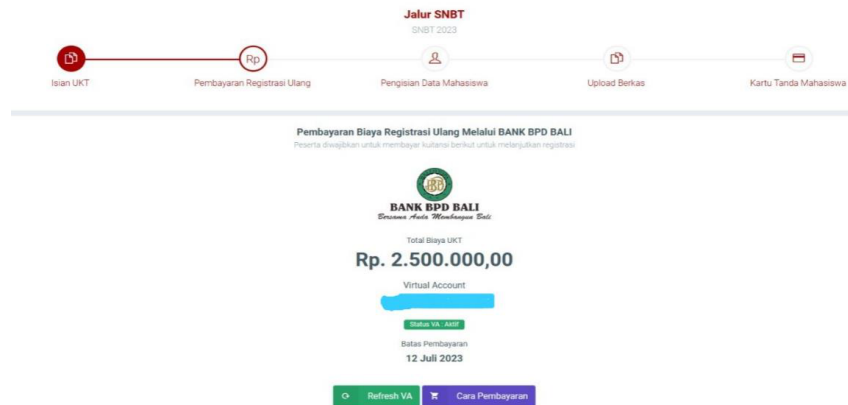 Jalur SNBT
SNBT 2023
Rp
Isian UKT
Pembayaran Registrasi Ulang
Pengisian Data Mahasiswa
Upload Berkas
Kartu Tanda Mahasiswa
Pembayaran Biaya Registrasi Ulang Melalui BANK BPD BALI
Peserta diwajibkan untuk membayar kuitansi berikut untuk melanjutkan registrasi
BANK BPD BALI
Bersama Anda Membangun Bali
Total Biaya UKT
Rp. 2.500.000,00
Virtual Account
Status VA : Aktif
Batas Pembayaran
12 Juli 2023
Refresh VA
Cara Pembayaran